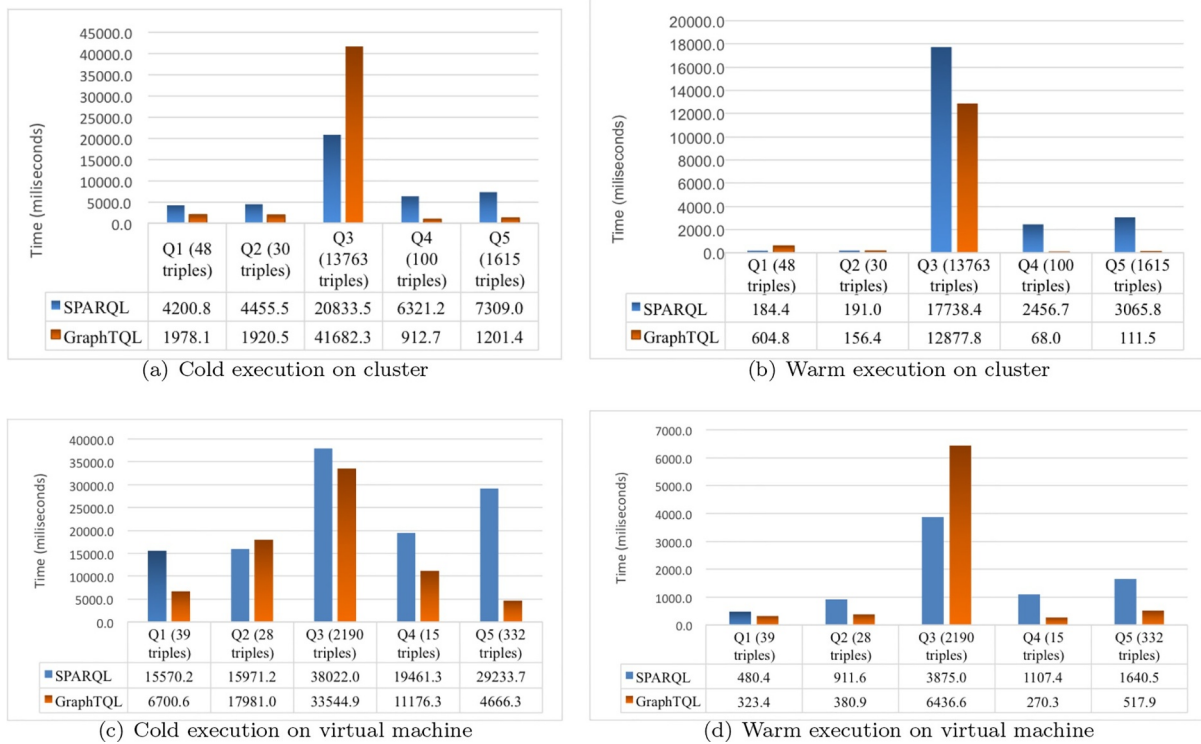 Time (miliseconds)
45000.0
40000.0
35000.0
30000.0
25000.0
20000.0
15000.0
10000.0
5000.0
0.0
Q1 (48 triples) Q2 (30 triples) Q3 (13763 triples) Q4 (100 triples) Q5 (1615 triples)
SPARQL 4200.8 4455.5 20833.5 6321.2 7309.0
GraphTQL 1978.1 1920.5 41682.3 912.7 1201.4
(a) Cold execution on cluster
Time (miliseconds)
20000.0
18000.0
16000.0
14000.0
12000.0
10000.0
8000.0
6000.0
4000.0
2000.0
0.0
Q1 (48 triples) Q2 (30 triples) Q3 (13763 triples) Q4 (100 triples) Q5 (1615 triples)
SPARQL 184.4 191.0 17738.4 2456.7 3065.8
GraphTQL 604.8 156.4 12877.8 68.0 111.5
(b) Warm execution on cluster
Time (miliseconds)
40000.0
35000.0
30000.0
25000.0
20000.0
15000.0
10000.0
5000.0
0.0
Q1 (39 triples) Q2 (28 triples) Q3 (2190 triples) Q4 (15 triples) Q5 (332 triples)
SPARQL 15570.2 15971.2 38022.0 19461.3 29233.7
GraphTQL 6700.6 17981.0 33544.9 11176.3 4666.3
(c) Cold execution on virtual machine
Time (miliseconds)
7000.0
6000.0
5000.0
4000.0
3000.0
2000.0
1000.0
0.0
Q1 (39 triples) Q2 (28 triples) Q3 (2190 triples) Q4 (15 triples) Q5 (332 triples)
SPARQL 480.4 911.6 3875.0 1107.4 1640.5
GraphTQL 323.4 380.9 6436.6 270.3 517.9
(d) Warm execution on virtual machine